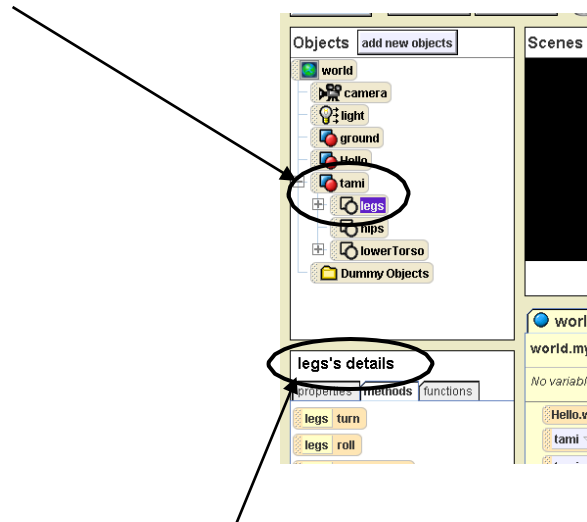 Objects add new objects
world
camera
light
ground
Hello
tami
legs
hips
lowerTorso
Dummy Objects
legs's details
properties methods functions
legs turn
legs roll
Scenes
worl
world.my
No variabl
Hello.w
tami